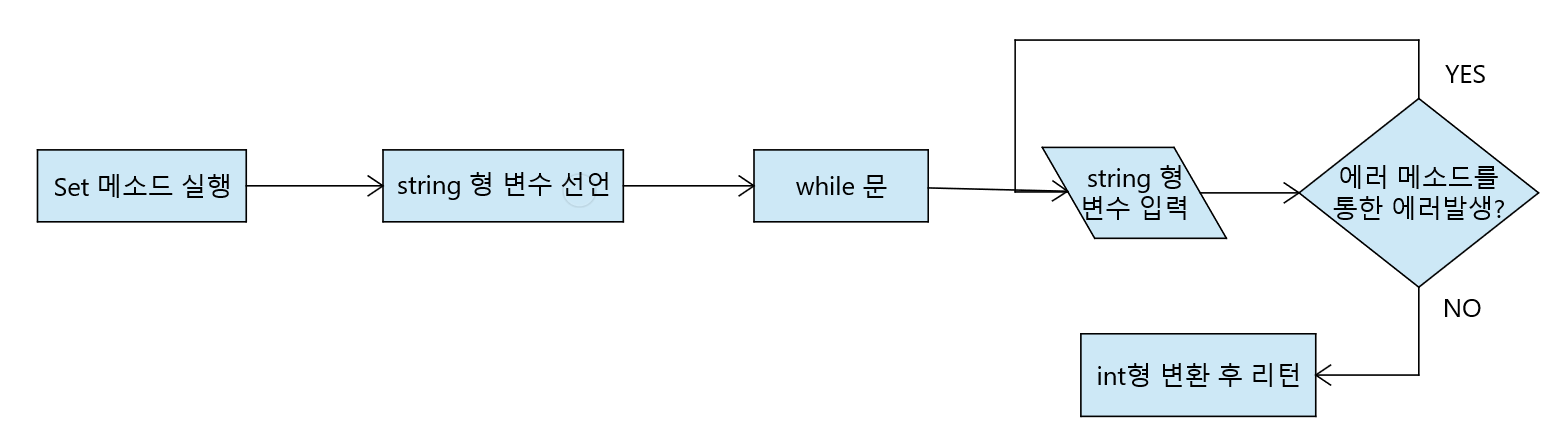 Set 메소드 실행
string 형 변수 선언
while 문
string 형
변수 입력
에러 메소드를
통한 에러발생?
YES
NO
int형 변환 후 리턴